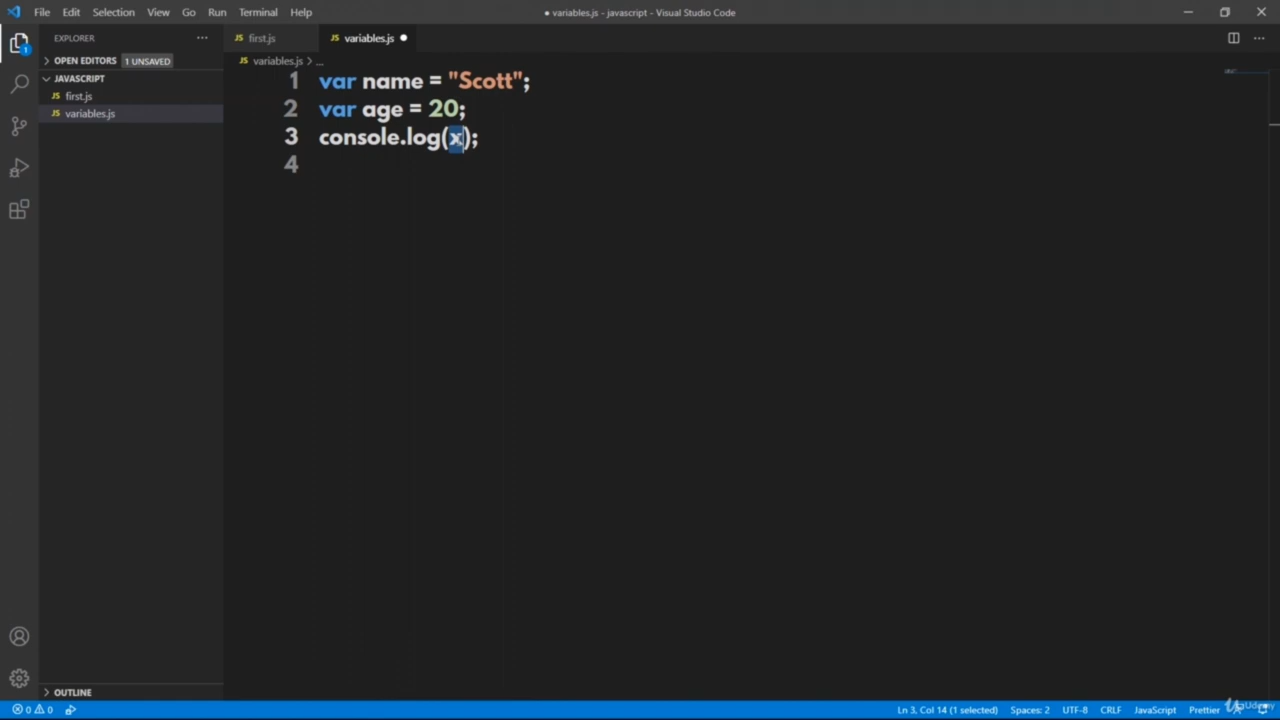 File Edit Selection View Go Run Terminal Help
● variables.js - javascript - Visual Studio Code
EXPLORER
JS first.js
JS variables.js ●
OPEN EDITORS 1 UNSAVED
JS variables.js > ...
JAVASCRIPT
JS first.js
JS variables.js
1 var name = "Scott";
2 var age = 20;
3 console.log(x);
4
1
OUTLINE
0 0
Ln 3, Col 14 (1 selected) Spaces: 2 UTF-8 CRLF JavaScript Prettier
Udemy